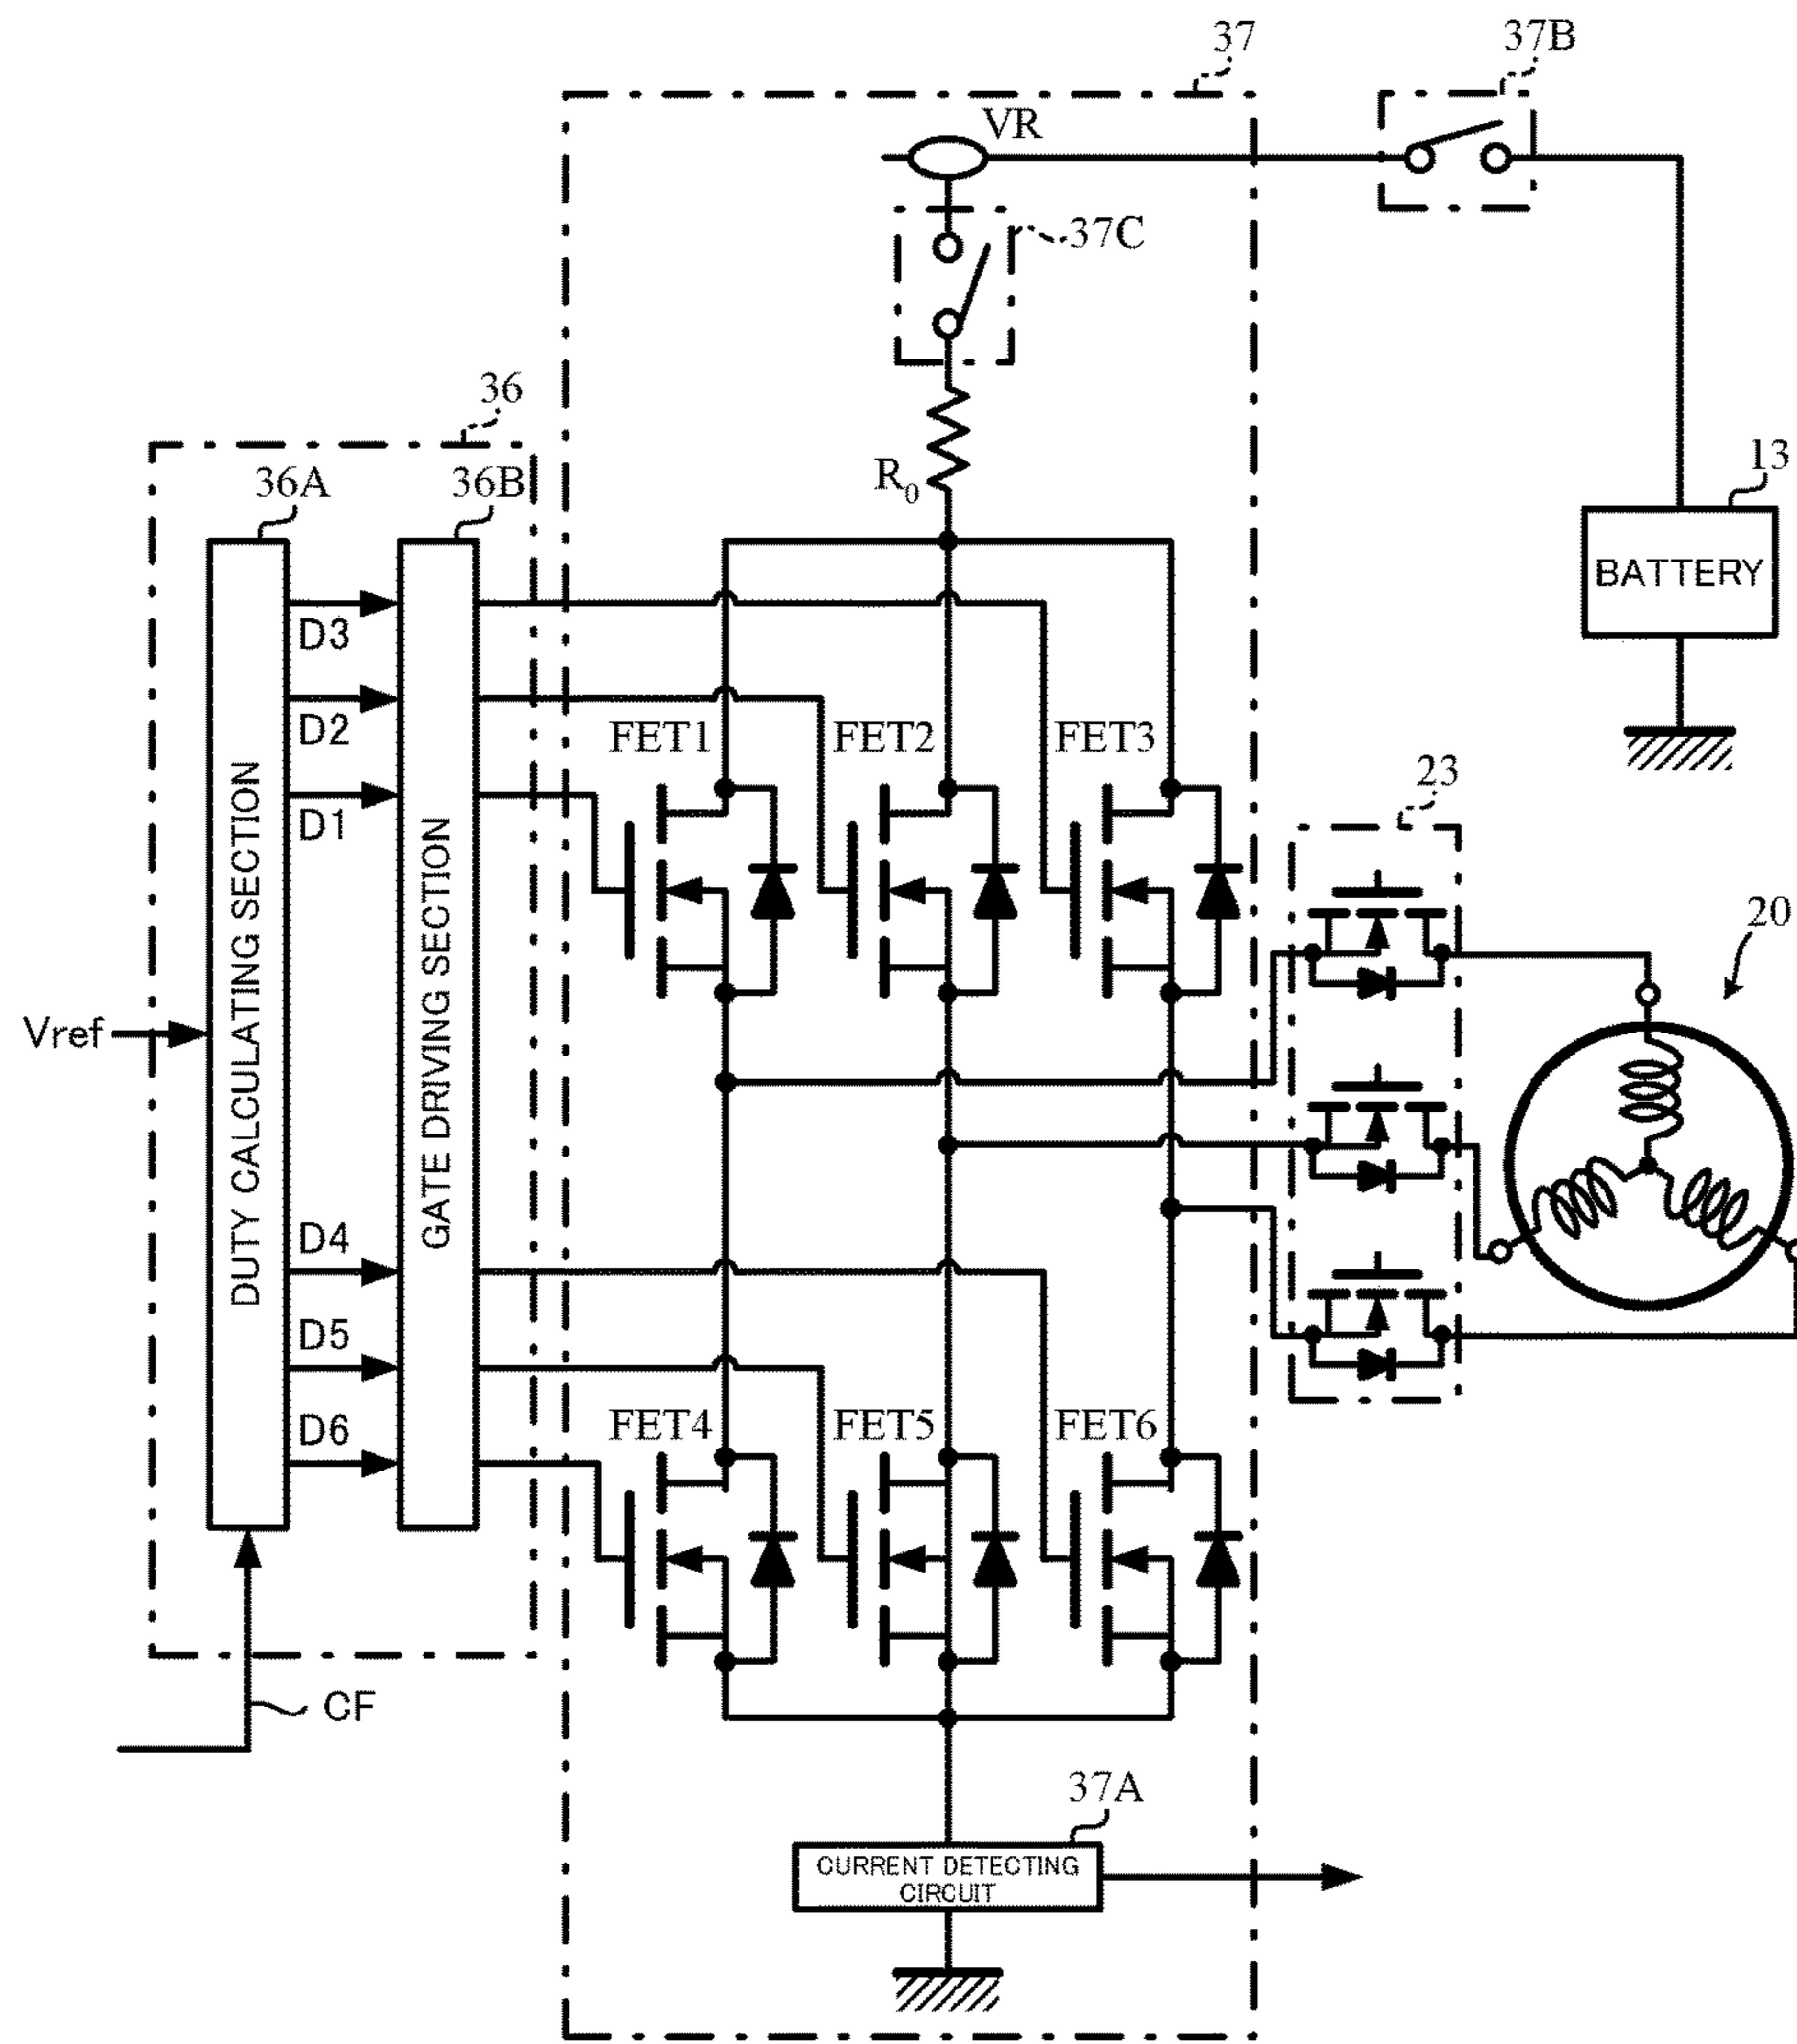 37
37B
VR
37C
36
R₀
13
36A
36B
BATTERY
D3
D2
FET1
FET2
FET3
23
D1
20
DUTY CALCULATING SECTION
GATE DRIVING SECTION
Vref
D4
D5
D6
FET4
FET5
FET6
CF
37A
CURRENT DETECTING
CIRCUIT